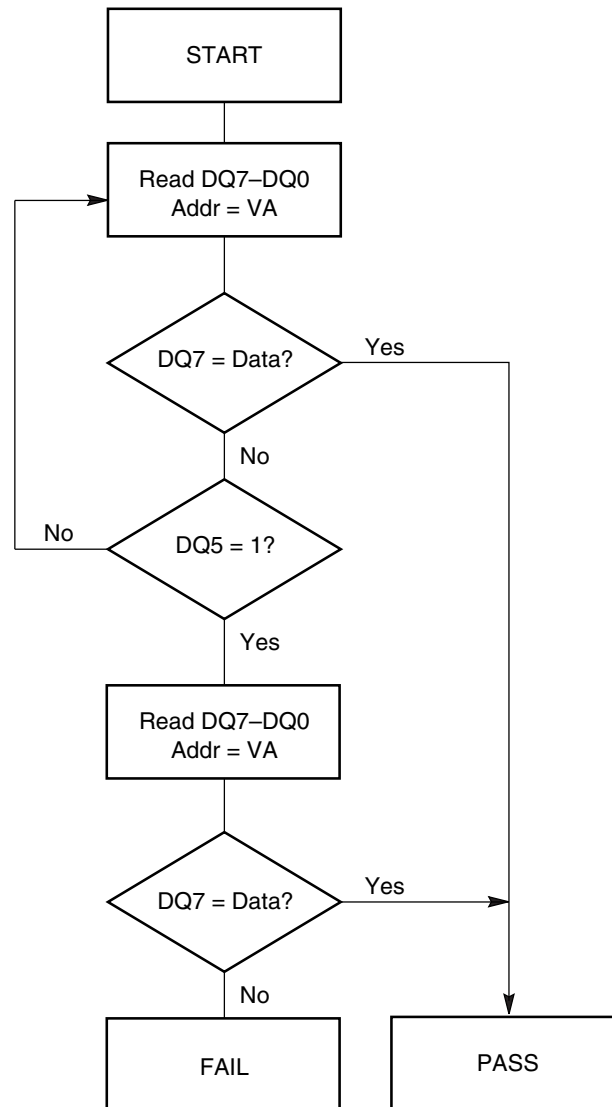 START
Read DQ7–DQ0
Addr = VA
DQ7 = Data?
Yes
No
No
DQ5 = 1?
Yes
Read DQ7–DQ0
Addr = VA
DQ7 = Data?
Yes
No
FAIL
PASS